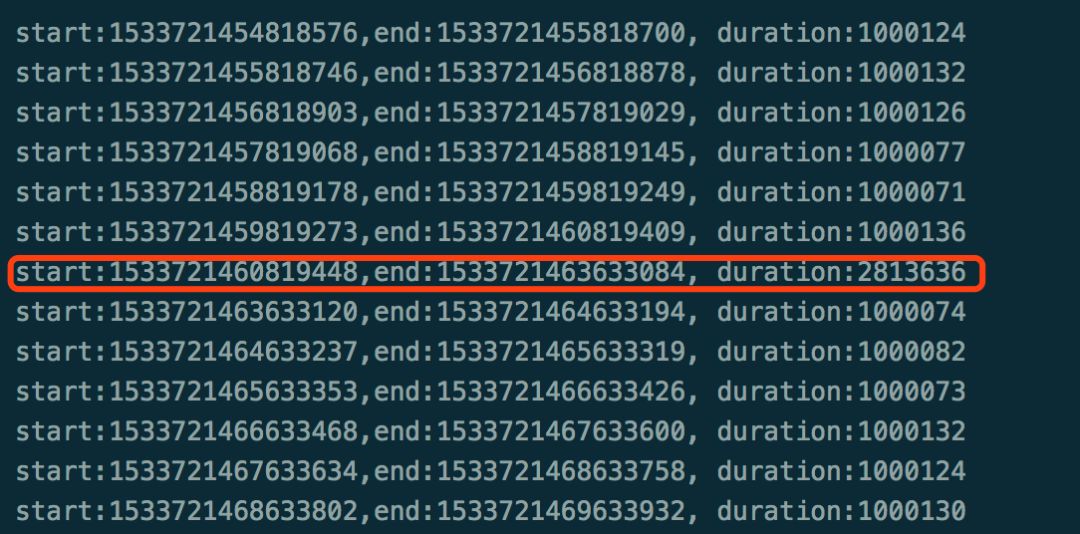 start:1533721454818576,end:1533721455818700, duration:1000124
start:1533721455818746,end:1533721456818878, duration:1000132
start:1533721456818903,end:1533721457819029, duration:1000126
start:1533721457819068,end:1533721458819145, duration:1000077
start:1533721458819178,end:1533721459819249, duration:1000071
start:1533721459819273,end:1533721460819409, duration:1000136
start:1533721460819448,end:1533721463633084, duration:2813636
start:1533721463633120,end:1533721464633194, duration:1000074
start:1533721464633237,end:1533721465633319, duration:1000082
start:1533721465633353,end:1533721466633426, duration:1000073
start:1533721466633468,end:1533721467633600, duration:1000132
start:1533721467633634,end:1533721468633758, duration:1000124
start:1533721468633802,end:1533721469633932, duration:1000130